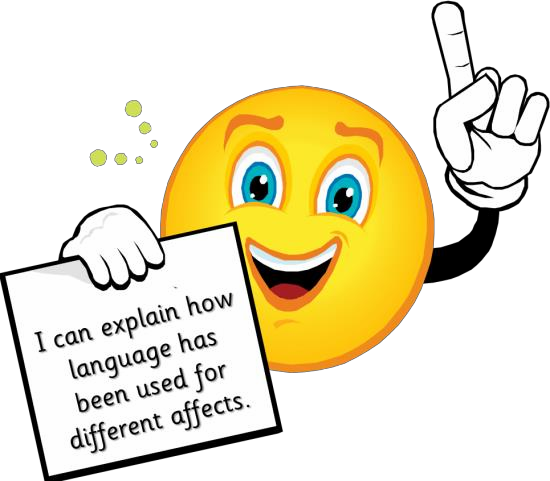 I can explain how
language has
been used for
different affects.